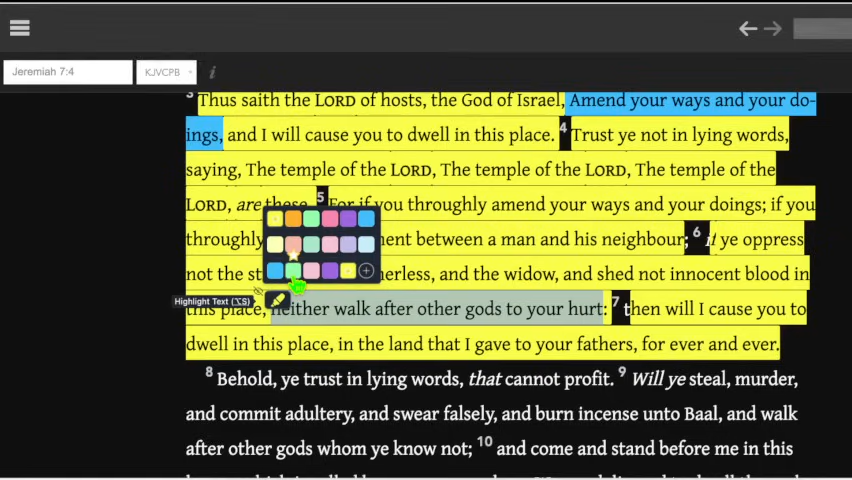 Jeremiah 7:4 KJVCPB i
3 Thus saith the LORD of hosts, the God of Israel, Amend your ways and your do-
ings, and I will cause you to dwell in this place. 4 Trust ye not in lying words,
saying, The temple of the LORD, The temple of the LORD, The temple of the
LORD, are these. 5 For if you throughly amend your ways and your doings; if you
throughly ment between a man and his neighbour; 6 if ye oppress
not the st herless, and the widow, and shed not innocent blood in
Highlight Text (⌥S)
this place, neither walk after other gods to your hurt: 7 then will I cause you to
dwell in this place, in the land that I gave to your fathers, for ever and ever.
8 Behold, ye trust in lying words, that cannot profit. 9 Will ye steal, murder,
and commit adultery, and swear falsely, and burn incense unto Baal, and walk
after other gods whom ye know not; 10 and come and stand before me in this